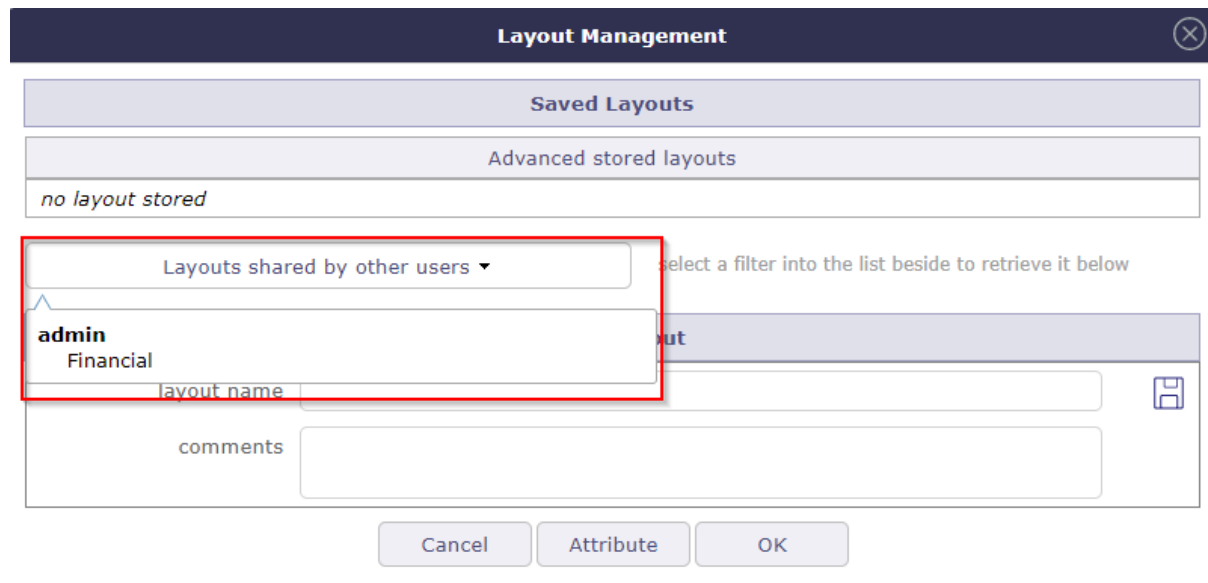 Layout Management
Saved Layouts
Advanced stored layouts
no layout stored
Layouts shared by other users
select a filter into the list beside to retrieve it below
admin
Financial
out
layout name
comments
Cancel Attribute OK